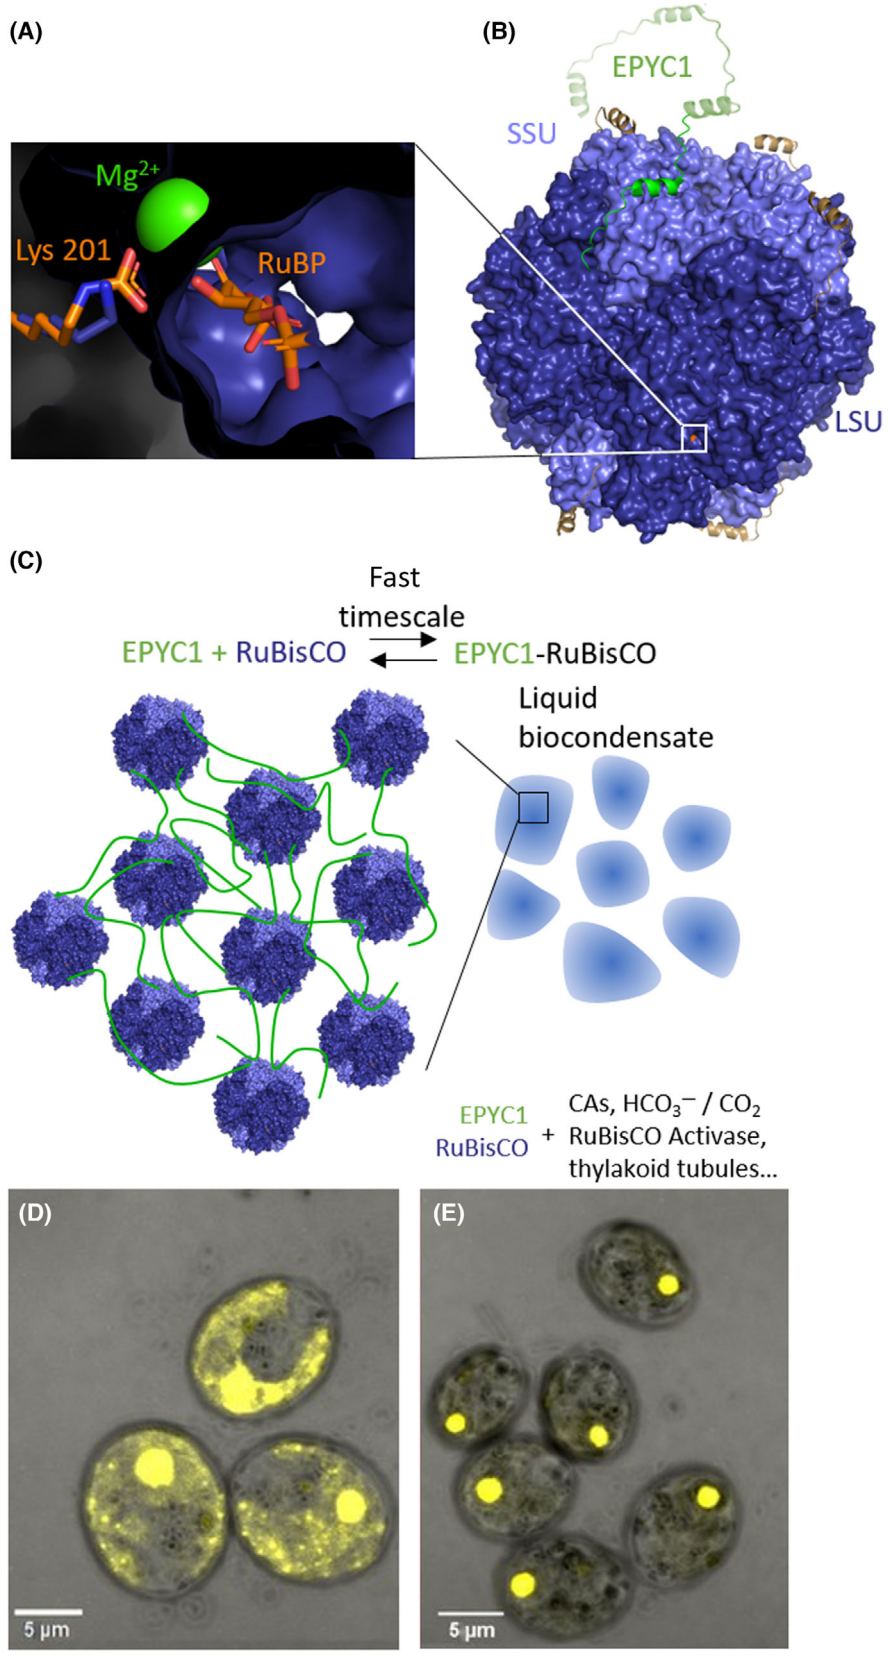 (A)
(B)
EPYC1
SSU
Mg²⁺
Lys 201
RuBP
LSU
(C)
Fast
timescale
EPYC1 + RuBisCO
EPYC1-RuBisCO
Liquid
biocondensate
EPYC1
RuBisCO
+
CAs, HCO₃⁻ / CO₂
RuBisCO Activase,
thylakoid tubules...
(D)
(E)
5 µm
5 µm